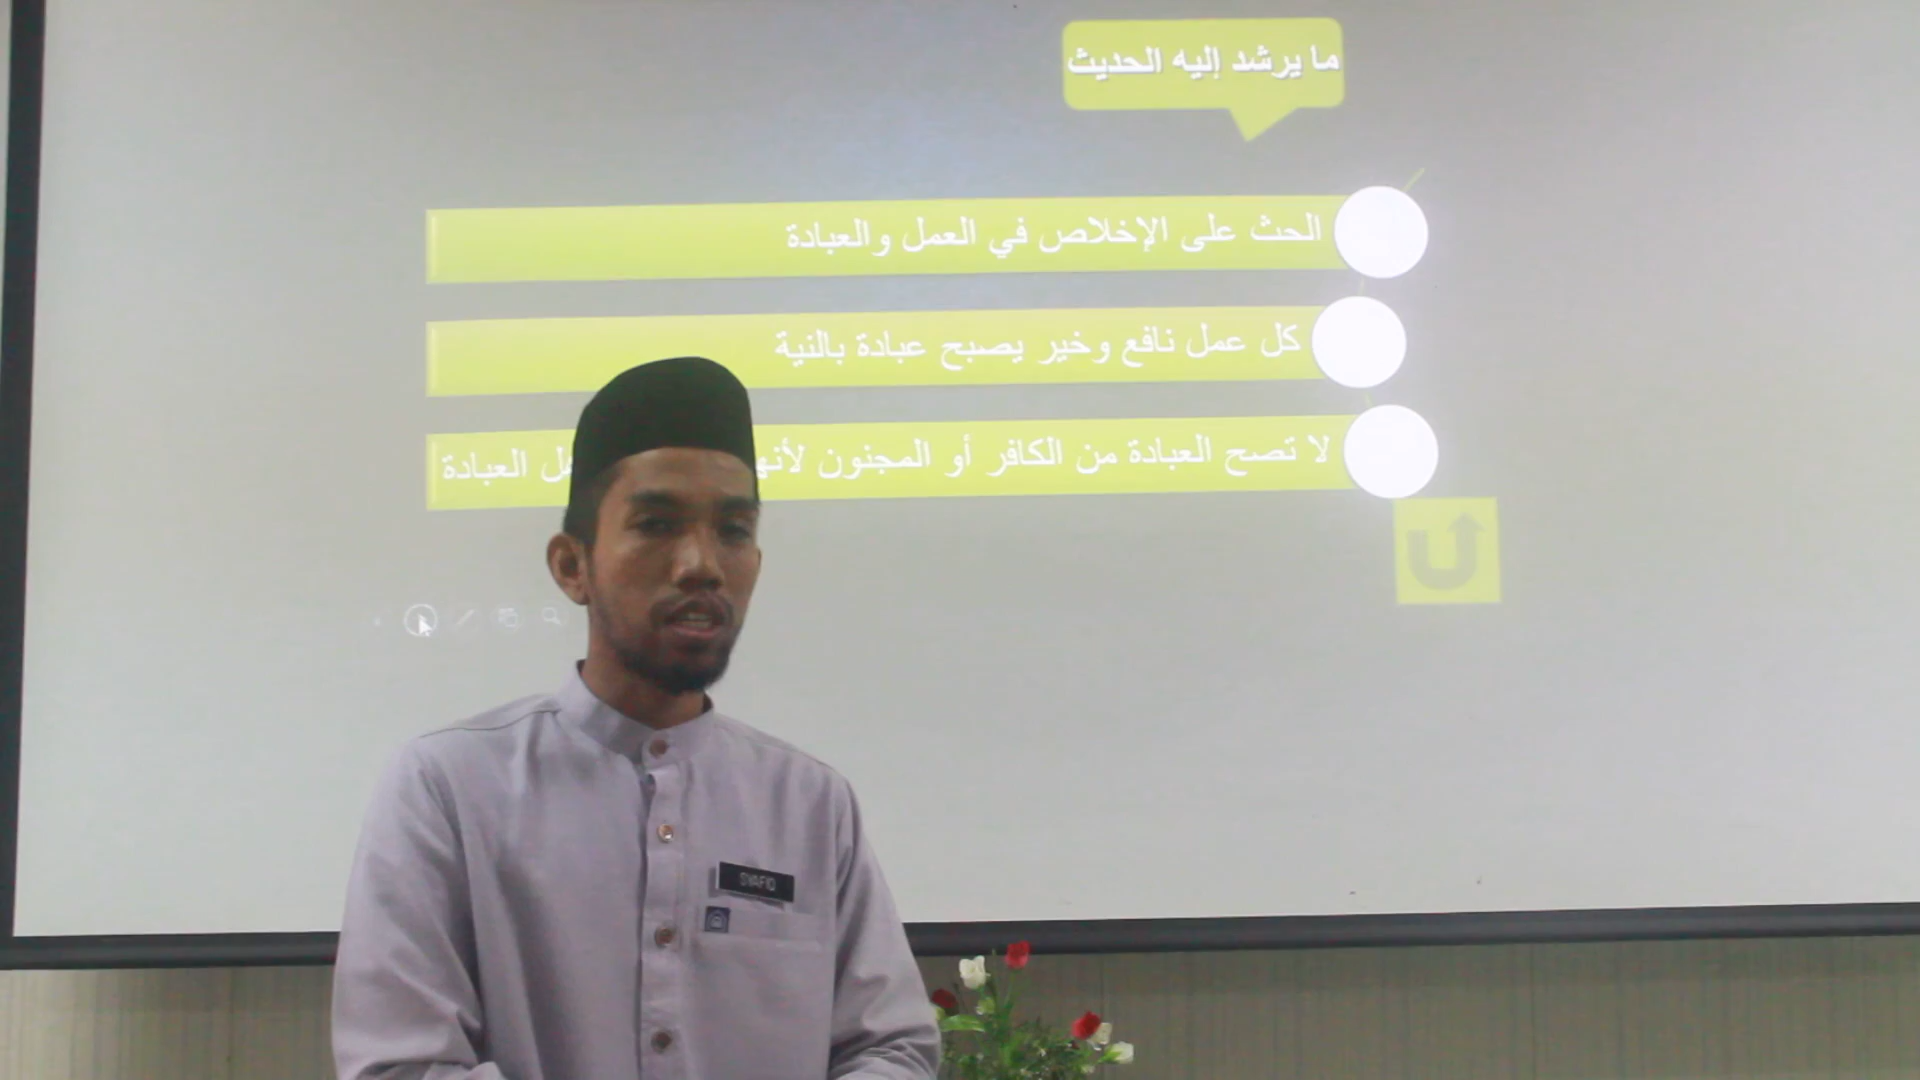 ما يرشد إليه الحديث
الحث على الإخلاص في العمل والعبادة
كل عمل نافع وخير يصبح عبادة بالنية
لا تصح العبادة من الكافر أو المجنون العبادة
SYAFIQ